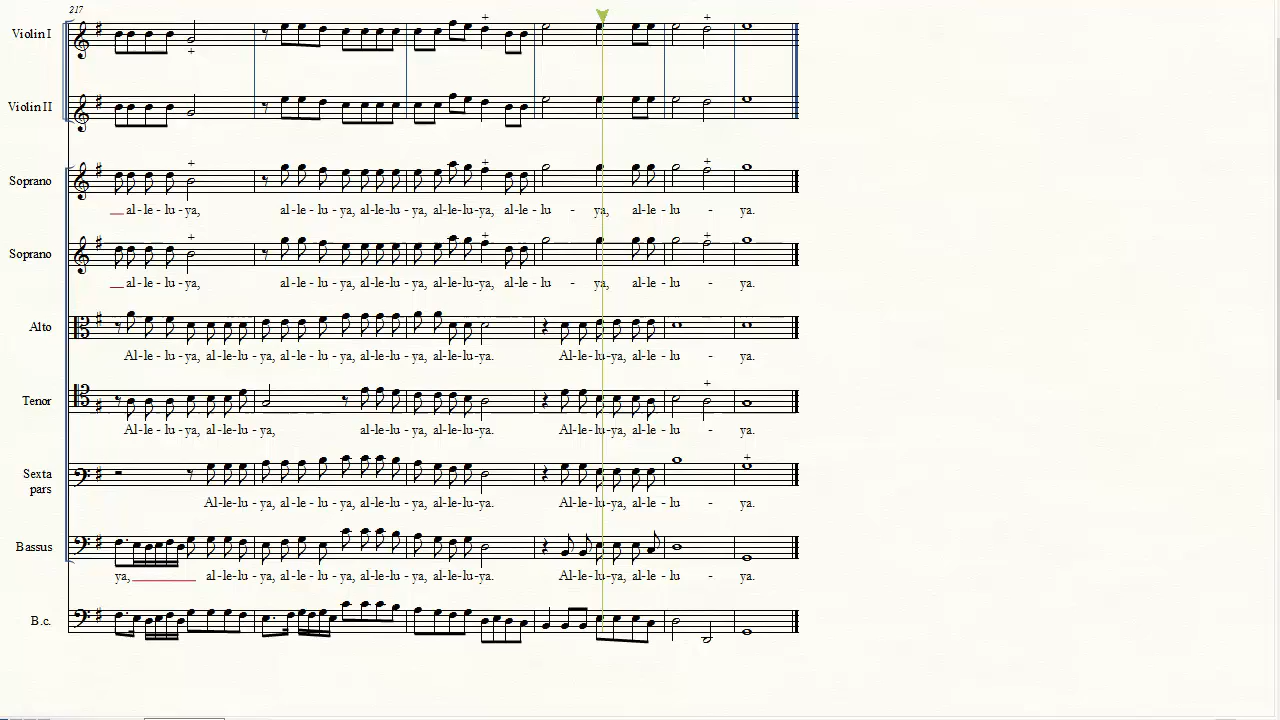 217
Violin I
Violin II
Soprano
al-le-lu-ya, al-le-lu-ya, al-le-lu-ya, al-le-lu-ya, al-le-lu - ya, al-le-lu - ya.
Soprano
al-le-lu-ya, al-le-lu-ya, al-le-lu-ya, al-le-lu-ya, al-le-lu - ya, al-le-lu - ya.
Alto
Al-le-lu-ya, al-le-lu-ya, al-le-lu-ya, al-le-lu-ya, al-le-lu-ya. Al-le-lu-ya, al-le-lu - ya.
Tenor
Al-le-lu-ya, al-le-lu-ya, al-le-lu-ya, al-le-lu-ya. Al-le-lu-ya, al-le-lu - ya.
Sexta
pars
Al-le-lu-ya, al-le-lu-ya, al-le-lu-ya, al-le-lu-ya. Al-le-lu-ya, al-le-lu - ya.
Bassus
ya, al-le-lu-ya, al-le-lu-ya, al-le-lu-ya, al-le-lu-ya. Al-le-lu-ya, al-le-lu - ya.
B.c.